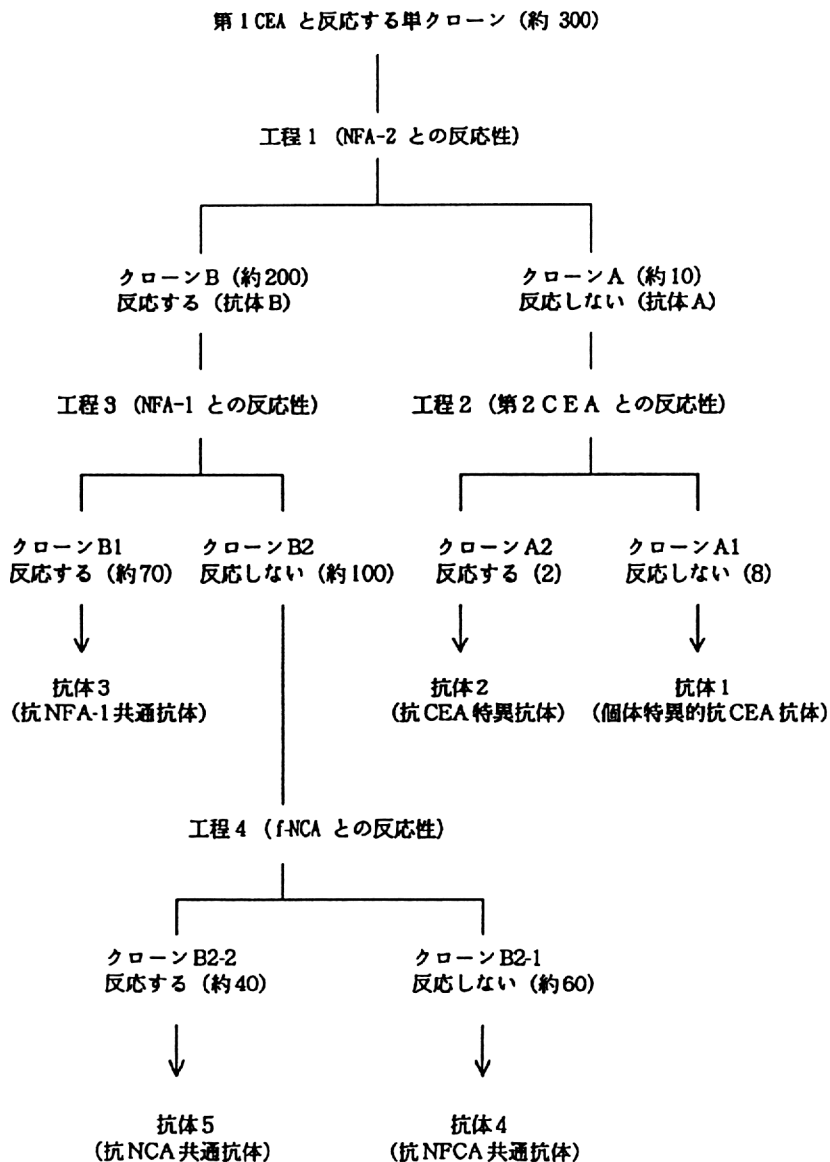 第1CEA と反応する単クローン (約 300)
工程1 (NFA-2 との反応性)
クローンB (約200)
反応する (抗体B)
クローンA (約10)
反応しない (抗体A)
工程3 (NFA-1 との反応性)
工程2 (第2CEA との反応性)
クローンB1
反応する (約70)
クローンB2
反応しない (約100)
クローンA2
反応する (2)
クローンA1
反応しない (8)
抗体3
(抗NFA-1共通抗体)
抗体2
(抗CEA特異抗体)
抗体1
(個体特異的抗CEA抗体)
工程4 (f-NCA との反応性)
クローンB2-2
反応する (約40)
クローンB2-1
反応しない (約60)
抗体5
(抗NCA共通抗体)
抗体4
(抗NFCA共通抗体)